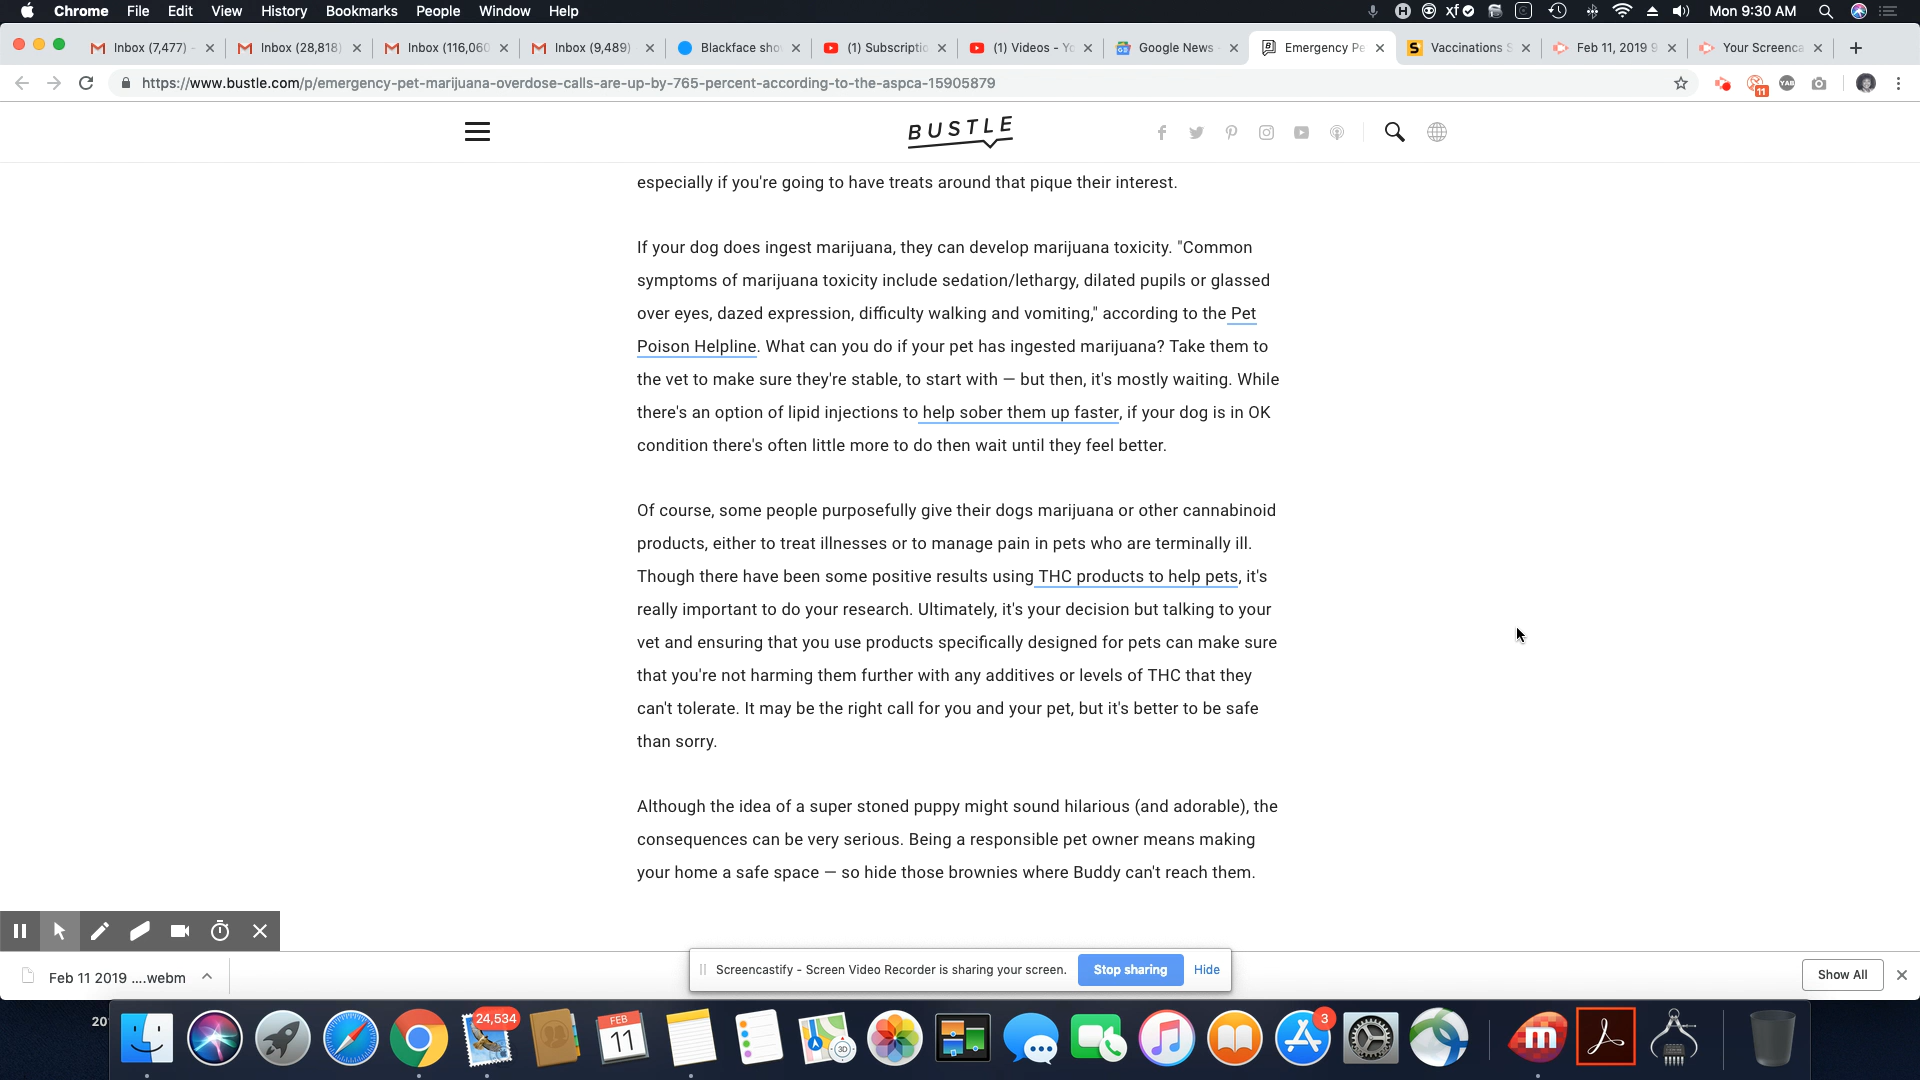 Chrome File Edit View History Bookmarks People Window Help
Mon 9:30 AM
Inbox (7,477)
Inbox (28,818)
Inbox (116,060
Inbox (9,489)
Blackface sho
(1) Subscriptio
(1) Videos - Yo
Google News
Emergency Pe
Vaccinations S
Feb 11, 2019 9
Your Screenca
https://www.bustle.com/p/emergency-pet-marijuana-overdose-calls-are-up-by-765-percent-according-to-the-aspca-15905879
11
YAB
BUSTLE
especially if you're going to have treats around that pique their interest.
If your dog does ingest marijuana, they can develop marijuana toxicity. "Common
symptoms of marijuana toxicity include sedation/lethargy, dilated pupils or glassed
over eyes, dazed expression, difficulty walking and vomiting," according to the Pet
Poison Helpline. What can you do if your pet has ingested marijuana? Take them to
the vet to make sure they're stable, to start with — but then, it's mostly waiting. While
there's an option of lipid injections to help sober them up faster, if your dog is in OK
condition there's often little more to do then wait until they feel better.
Of course, some people purposefully give their dogs marijuana or other cannabinoid
products, either to treat illnesses or to manage pain in pets who are terminally ill.
Though there have been some positive results using THC products to help pets, it's
really important to do your research. Ultimately, it's your decision but talking to your
vet and ensuring that you use products specifically designed for pets can make sure
that you're not harming them further with any additives or levels of THC that they
can't tolerate. It may be the right call for you and your pet, but it's better to be safe
than sorry.
Although the idea of a super stoned puppy might sound hilarious (and adorable), the
consequences can be very serious. Being a responsible pet owner means making
your home a safe space — so hide those brownies where Buddy can't reach them.
Screencastify - Screen Video Recorder is sharing your screen. Stop sharing Hide
Feb 11 2019 ....webm
Show All
20
24,534
FEB
11
3D
3